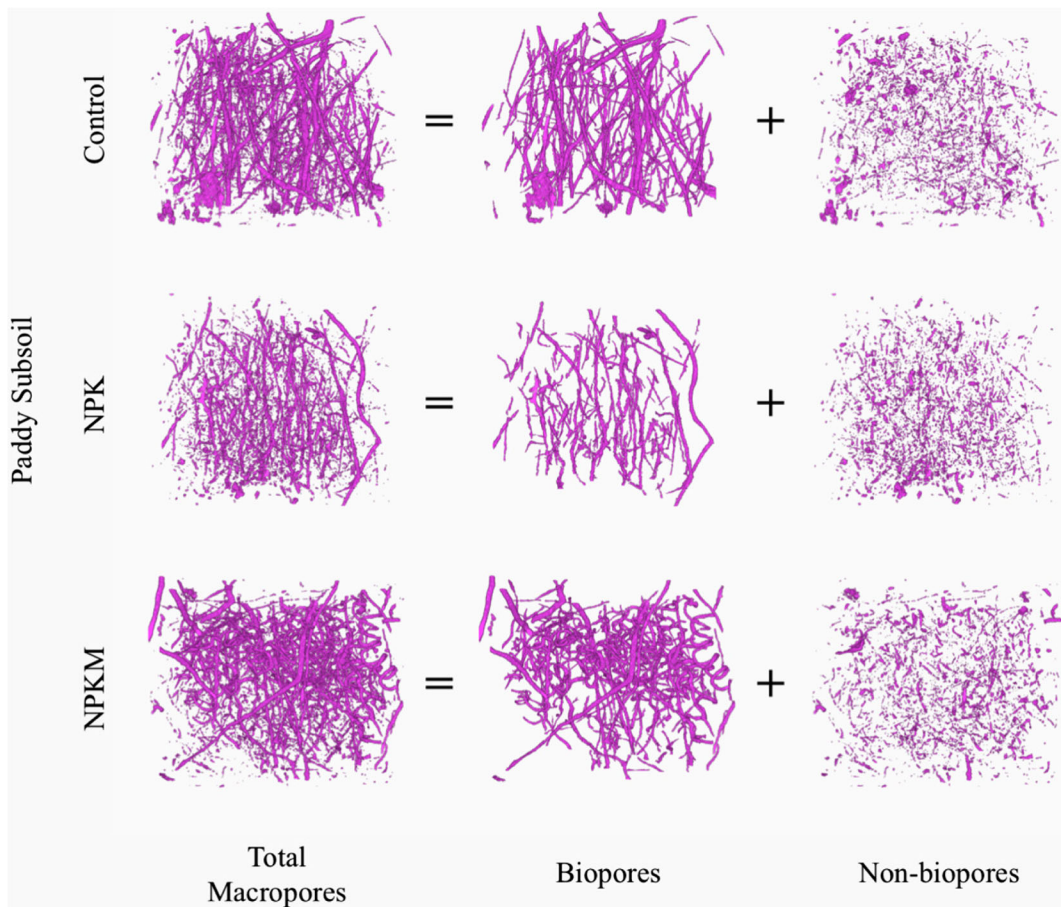 Paddy Subsoil
Control
=
+
NPK
=
+
NPKM
=
+
Total
Macropores
Biopores
Non-biopores